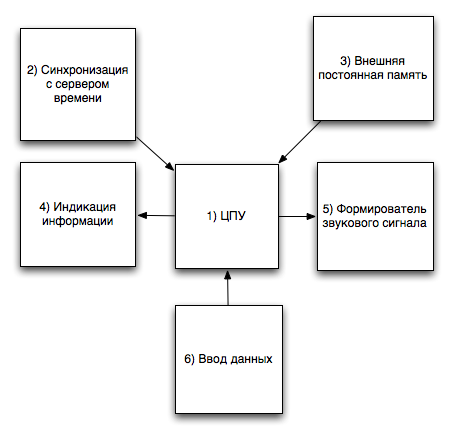 2) Синхронизация
с сервером
времени
3) Внешняя
постоянная память
4) Индикация
информации
1) ЦПУ
5) Формирователь
звукового сигнала
6) Ввод данных